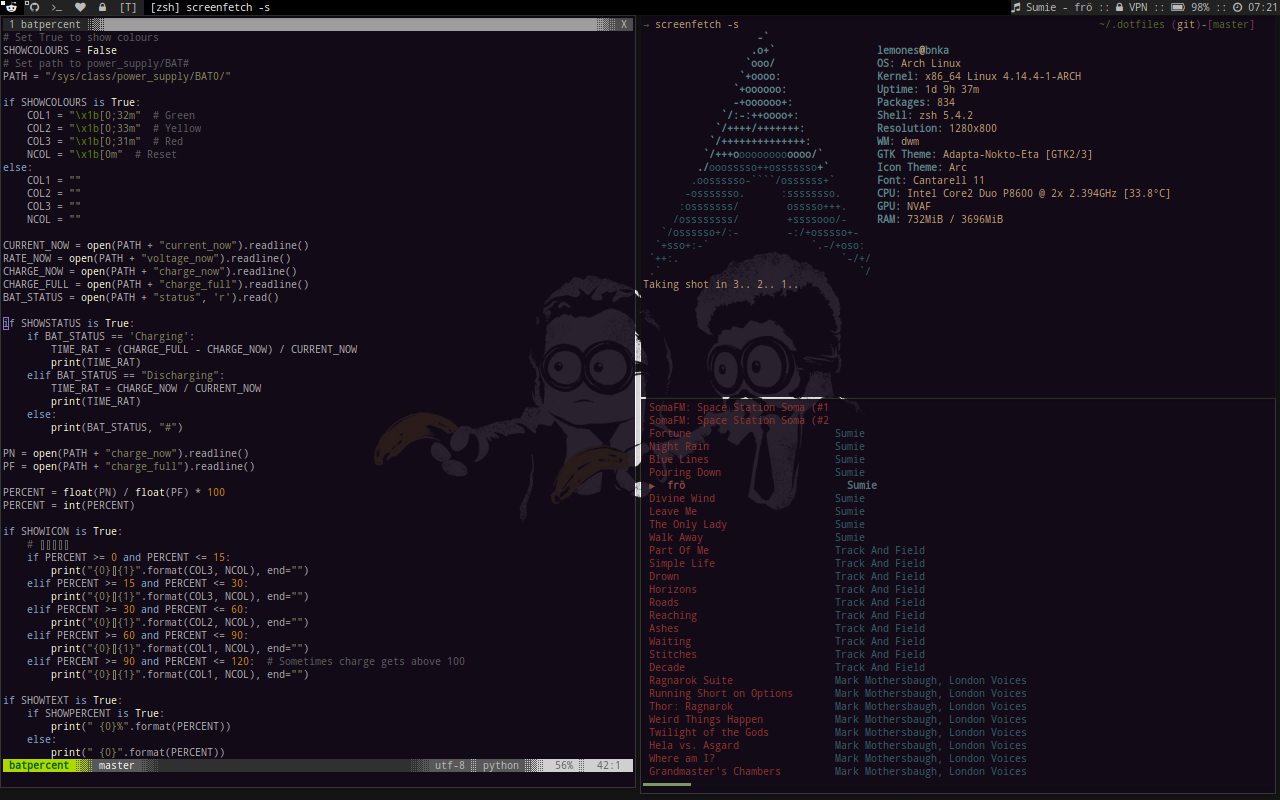 [T] [zsh] screenfetch -s
Sumie - frö :: VPN :: 98% :: 07:21
1 batpercent X
# Set True to show colours
SHOWCOLOURS = False
# Set path to power_supply/BAT#
PATH = "/sys/class/power_supply/BAT0/"
if SHOWCOLOURS is True:
COL1 = "\x1b[0;32m" # Green
COL2 = "\x1b[0;33m" # Yellow
COL3 = "\x1b[0;31m" # Red
NCOL = "\x1b[0m" # Reset
else:
COL1 = ""
COL2 = ""
COL3 = ""
NCOL = ""
CURRENT_NOW = open(PATH + "current_now").readline()
RATE_NOW = open(PATH + "voltage_now").readline()
CHARGE_NOW = open(PATH + "charge_now").readline()
CHARGE_FULL = open(PATH + "charge_full").readline()
BAT_STATUS = open(PATH + "status", 'r').read()
if SHOWSTATUS is True:
if BAT_STATUS == 'Charging':
TIME_RAT = (CHARGE_FULL - CHARGE_NOW) / CURRENT_NOW
print(TIME_RAT)
elif BAT_STATUS == "Discharging":
TIME_RAT = CHARGE_NOW / CURRENT_NOW
print(TIME_RAT)
else:
print(BAT_STATUS, "#")
PN = open(PATH + "charge_now").readline()
PF = open(PATH + "charge_full").readline()
PERCENT = float(PN) / float(PF) * 100
PERCENT = int(PERCENT)
if SHOWICON is True:
# ▯▯▯▯▯
if PERCENT >= 0 and PERCENT <= 15:
print("{0}▯{1}".format(COL3, NCOL), end="")
elif PERCENT >= 15 and PERCENT <= 30:
print("{0}▯{1}".format(COL3, NCOL), end="")
elif PERCENT >= 30 and PERCENT <= 60:
print("{0}▯{1}".format(COL2, NCOL), end="")
elif PERCENT >= 60 and PERCENT <= 90:
print("{0}▯{1}".format(COL1, NCOL), end="")
elif PERCENT >= 90 and PERCENT <= 120: # Sometimes charge gets above 100
print("{0}▯{1}".format(COL1, NCOL), end="")
if SHOWTEXT is True:
if SHOWPERCENT is True:
print(" {0}%".format(PERCENT))
else:
print(" {0}".format(PERCENT))
batpercent master utf-8 python 56% 42:1
→ screenfetch -s ~/.dotfiles (git)-[master]
-`
.o+`
`ooo/
`+oooo:
`+oooooo:
-+oooooo+:
`/:-:++oooo+:
`/++++/+++++++:
`/++++++++++++++:
`/+++ooooooooooooo/`
./ooosssso++osssssso+`
.oossssso-````/ossssss+`
-osssssso. :ssssssso.
:osssssss/ osssso+++.
/ossssssss/ +ssssooo/-
`/ossssso+/:- -:/+osssso+-
`+sso+:-` `.-/+oso:
`++:. `-/+/
.` `/
lemones@bnka
OS: Arch Linux
Kernel: x86_64 Linux 4.14.4-1-ARCH
Uptime: 1d 9h 37m
Packages: 834
Shell: zsh 5.4.2
Resolution: 1280x800
WM: dwm
GTK Theme: Adapta-Nokto-Eta [GTK2/3]
Icon Theme: Arc
Font: Cantarell 11
CPU: Intel Core2 Duo P8600 @ 2x 2.394GHz [33.8°C]
GPU: NVAF
RAM: 732MiB / 3696MiB
Taking shot in 3.. 2.. 1..
SomaFM: Space Station Soma (#1
SomaFM: Space Station Soma (#2
Fortune Sumie
Night Rain Sumie
Blue Lines Sumie
Pouring Down Sumie
▶ frö Sumie
Divine Wind Sumie
Leave Me Sumie
The Only Lady Sumie
Walk Away Sumie
Part Of Me Track And Field
Simple Life Track And Field
Drown Track And Field
Horizons Track And Field
Roads Track And Field
Reaching Track And Field
Ashes Track And Field
Waiting Track And Field
Stitches Track And Field
Decade Track And Field
Ragnarok Suite Mark Mothersbaugh, London Voices
Running Short on Options Mark Mothersbaugh, London Voices
Thor: Ragnarok Mark Mothersbaugh, London Voices
Weird Things Happen Mark Mothersbaugh, London Voices
Twilight of the Gods Mark Mothersbaugh, London Voices
Hela vs. Asgard Mark Mothersbaugh, London Voices
Where am I? Mark Mothersbaugh, London Voices
Grandmaster's Chambers Mark Mothersbaugh, London Voices